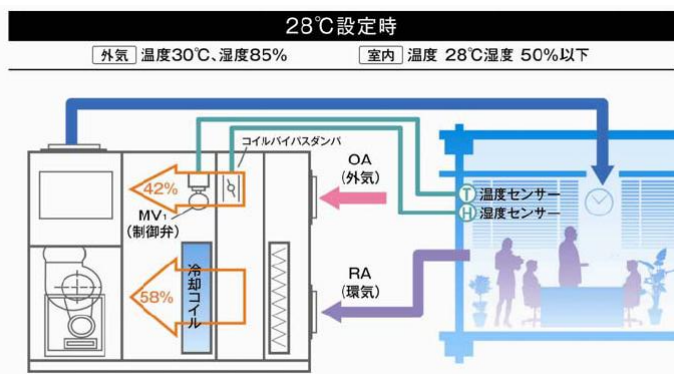 28℃設定時
外気 温度30℃、湿度85%
室内 温度 28℃湿度 50%以下
コイルバイパスダンパ
42%
MV₁
(制御弁)
OA
(外気)
T 温度センサー
H 湿度センサー
58%
冷却コイル
RA
(環気)